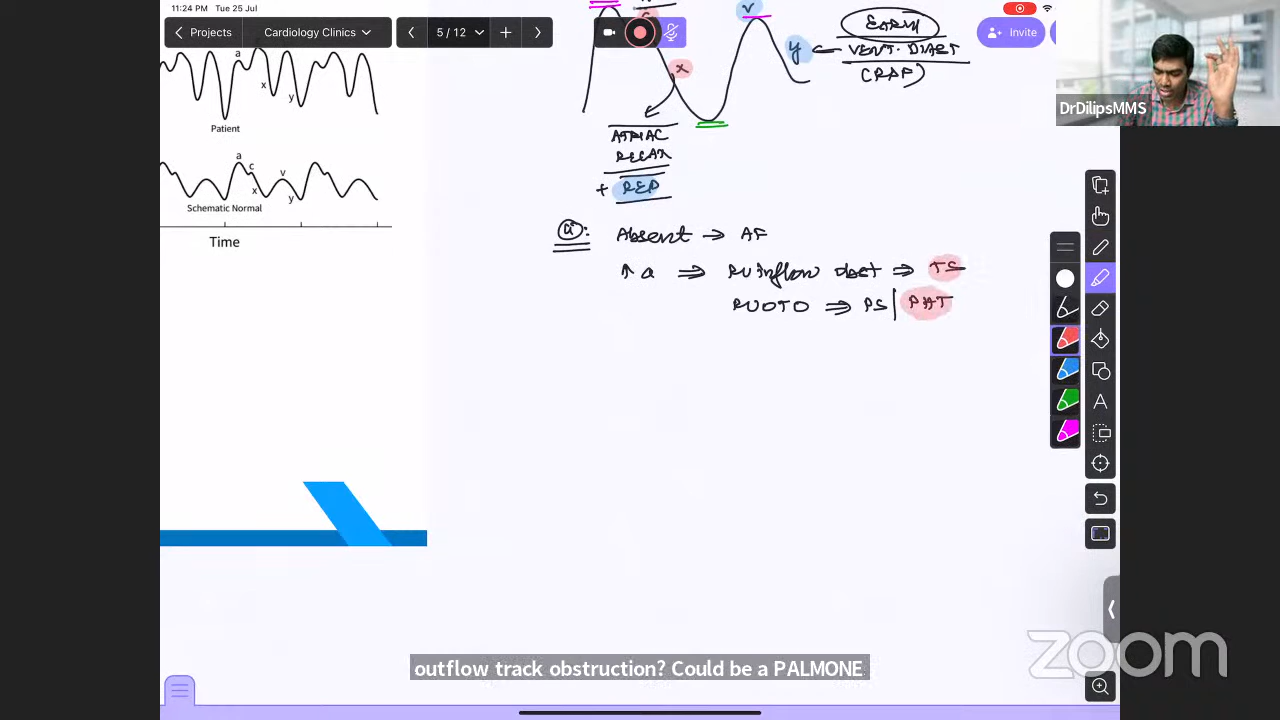 11:24 PM Tue 25 Jul
Projects Cardiology Clinics 5 / 12 Invite
a
x
y
Patient
a
c
v
x
y
Schematic Normal
Time
v
EARLY
y ← VENT. DIAST
x
ATRIAL
RELAX
+ REP
a: Absent → AF
↑ a ⇒ RV inflow obst ⇒ TS
RVOTO ⇒ PS | PHT
DrDilipsMMS
A
outflow track obstruction? Could be a PALMONE
zoom